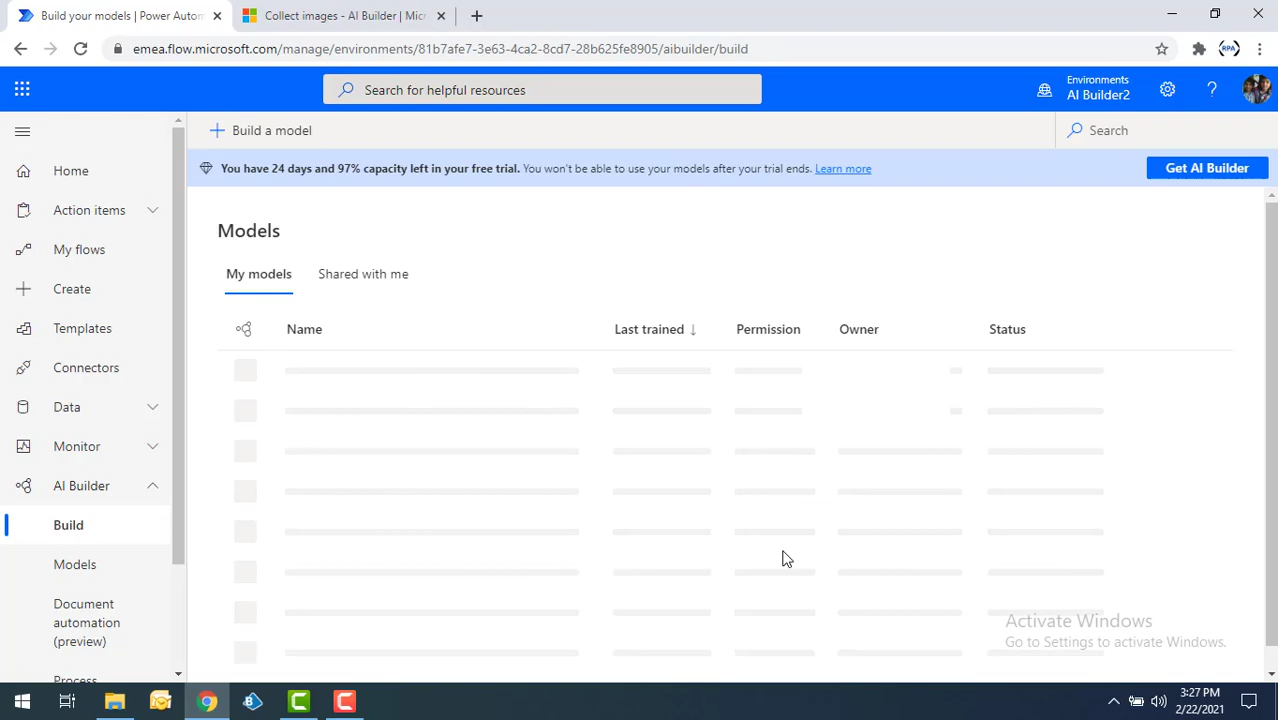 Build your models | Power Autom
Collect images - AI Builder | Micr
emea.flow.microsoft.com/manage/environments/81b7afe7-3e63-4ca2-8cd7-28b625fe8905/aibuilder/build
RPA
Search for helpful resources
Environments
AI Builder2
?
Build a model
Search
You have 24 days and 97% capacity left in your free trial. You won't be able to use your models after your trial ends. Learn more
Get AI Builder
Home
Action items
My flows
Create
Templates
Connectors
Data
Monitor
AI Builder
Build
Models
Document
automation
(preview)
Process
Models
My models
Shared with me
Name
Last trained ↓
Permission
Owner
Status
Activate Windows
Go to Settings to activate Windows.
3:27 PM
2/22/2021